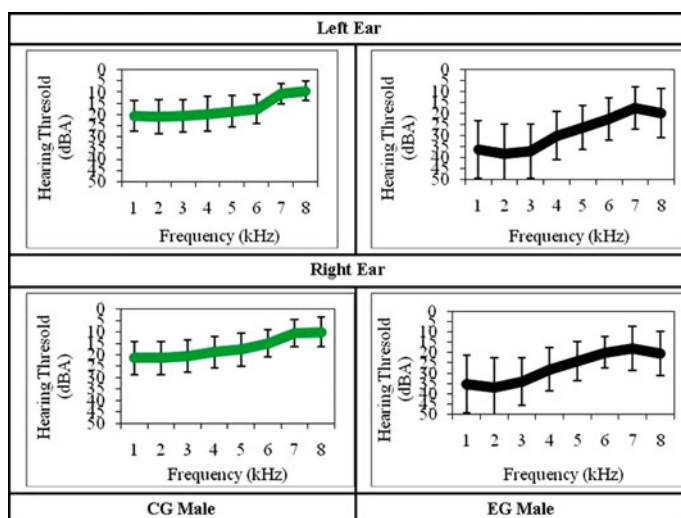 Left Ear
Hearing Thresold
(dBA)
0
5
10
15
20
25
30
35
40
45
50
1 2 3 4 5 6 7 8
Frequency (kHz)
Hearing Thresold
(dBA)
0
5
10
15
20
25
30
35
40
45
50
1 2 3 4 5 6 7 8
Frequency (kHz)
Right Ear
Hearing Thresold
(dBA)
0
5
10
15
20
25
30
35
40
45
50
1 2 3 4 5 6 7 8
Frequency (kHz)
Hearing Thresold
(dBA)
0
5
10
15
20
25
30
35
40
45
50
1 2 3 4 5 6 7 8
Frequency (kHz)
CG Male
EG Male